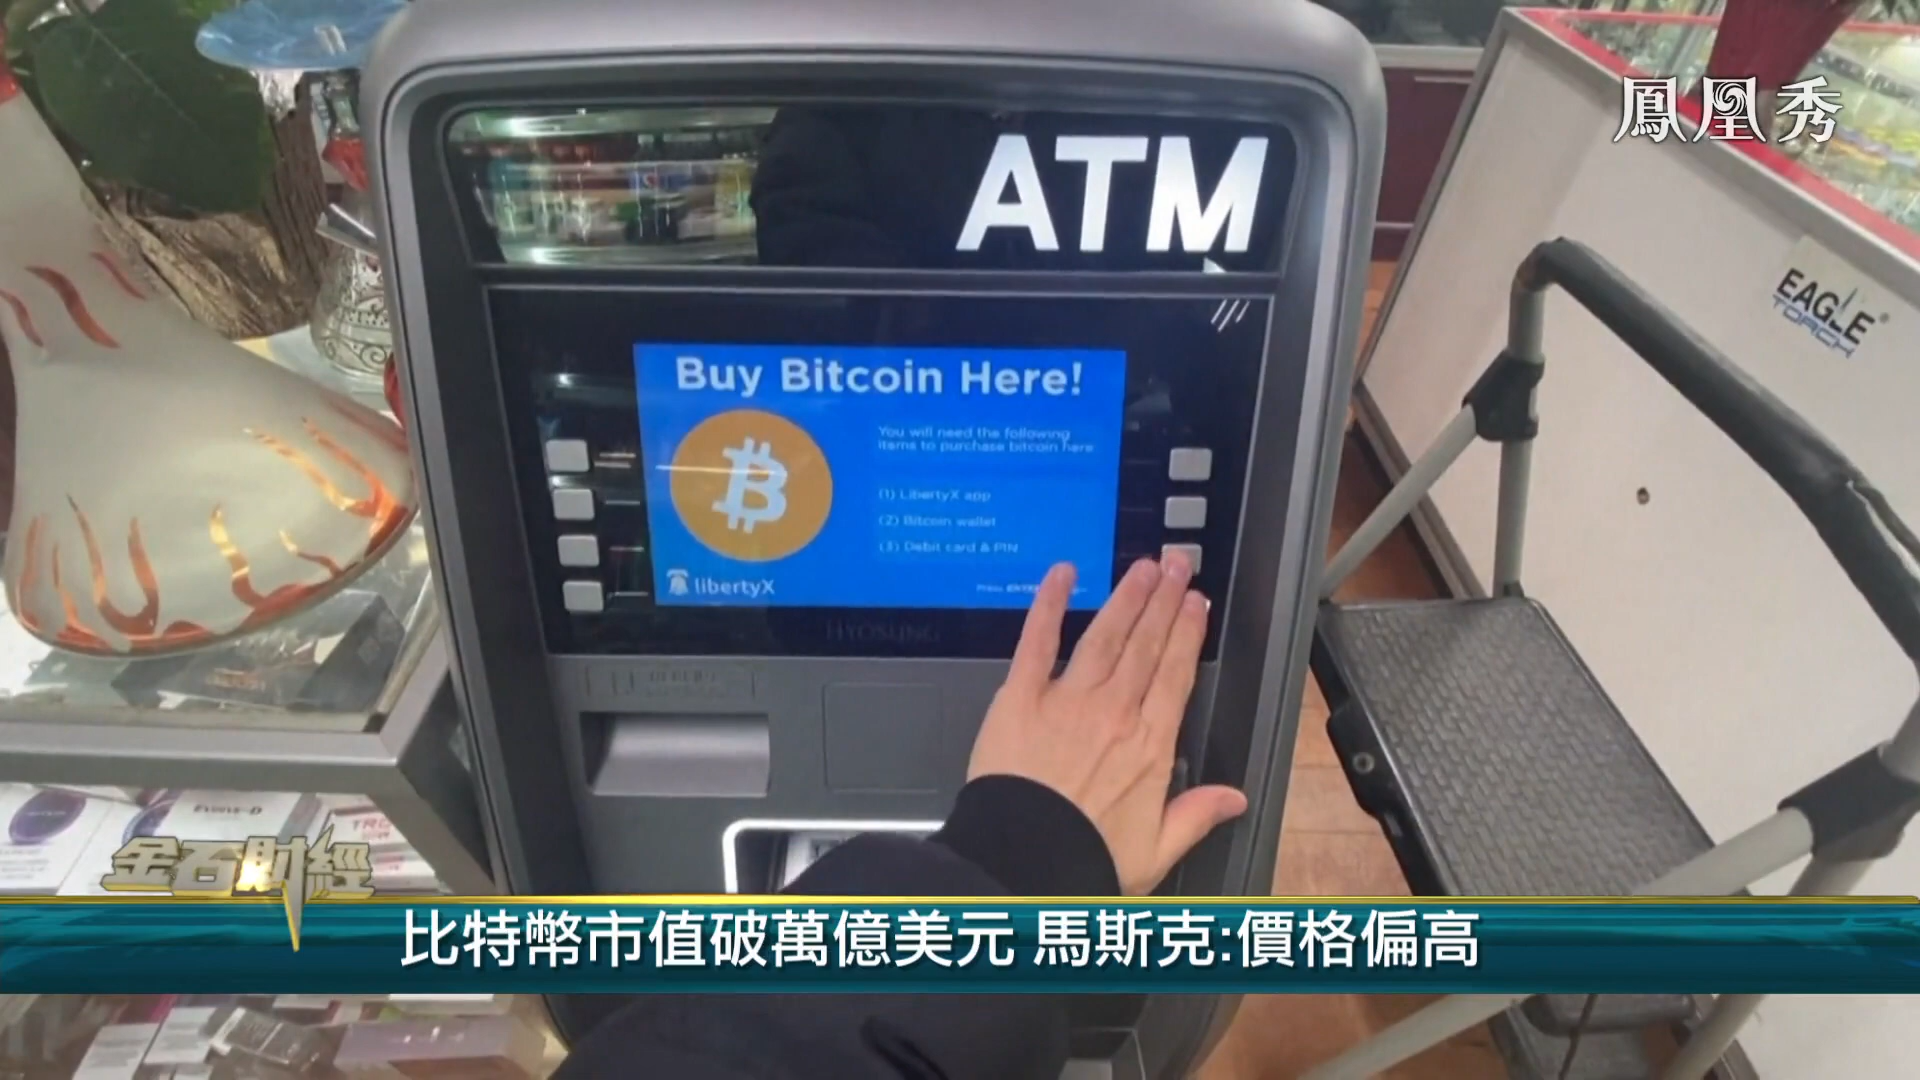 鳳凰秀
ATM
EAGLE
TORCH
Buy Bitcoin Here!
You will need the following
items to purchase bitcoin here:
(1) LibertyX app
(2) Bitcoin wallet
(3) Debit card & PIN
libertyX
Press
HYOSUNG
金石財經
比特幣市值破萬億美元 馬斯克:價格偏高